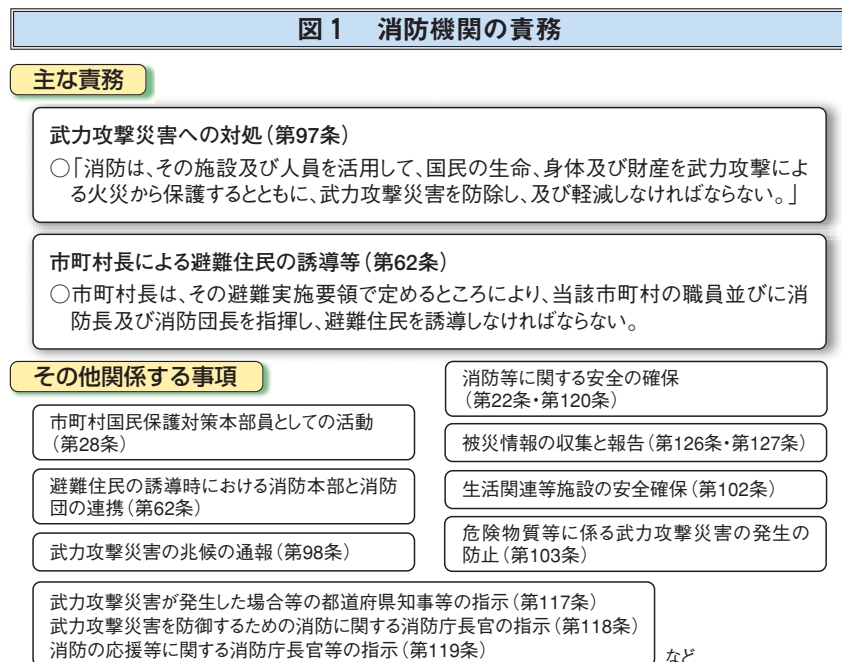 図1 消防機関の責務
主な責務
武力攻撃災害への対処(第97条)
○「消防は、その施設及び人員を活用して、国民の生命、身体及び財産を武力攻撃によ
る火災から保護するとともに、武力攻撃災害を防除し、及び軽減しなければならない。」
市町村長による避難住民の誘導等(第62条)
○市町村長は、その避難実施要領で定めるところにより、当該市町村の職員並びに消
防長及び消防団長を指揮し、避難住民を誘導しなければならない。
その他関係する事項
市町村国民保護対策本部員としての活動
(第28条)
避難住民の誘導時における消防本部と消防
団の連携(第62条)
武力攻撃災害の兆候の通報(第98条)
消防等に関する安全の確保
(第22条・第120条)
被災情報の収集と報告(第126条・第127条)
生活関連等施設の安全確保(第102条)
危険物質等に係る武力攻撃災害の発生の
防止(第103条)
武力攻撃災害が発生した場合等の都道府県知事等の指示(第117条)
武力攻撃災害を防御するための消防に関する消防庁長官の指示(第118条)
消防の応援等に関する消防庁長官等の指示(第119条)
など